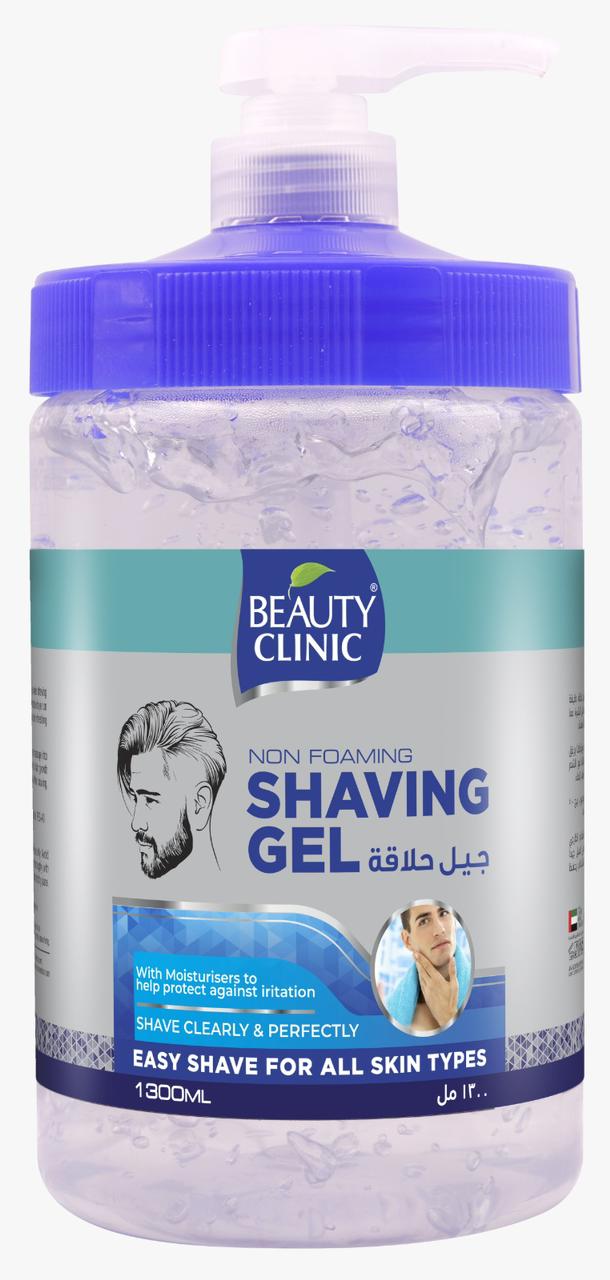 BEAUTY
CLINIC
®
NON FOAMING
SHAVING
GEL جيل حلاقة
With Moisturisers to
help protect against iritation
SHAVE CLEARLY & PERFECTLY
EASY SHAVE FOR ALL SKIN TYPES
1300ML ١٣٠٠ مل